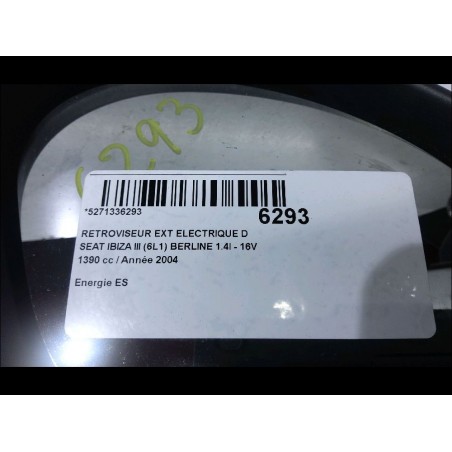 6293
*5271336293
6293
RETROVISEUR EXT ELECTRIQUE D
SEAT IBIZA III (6L1) BERLINE 1.4I - 16V
1390 cc / Année 2004
Energie ES